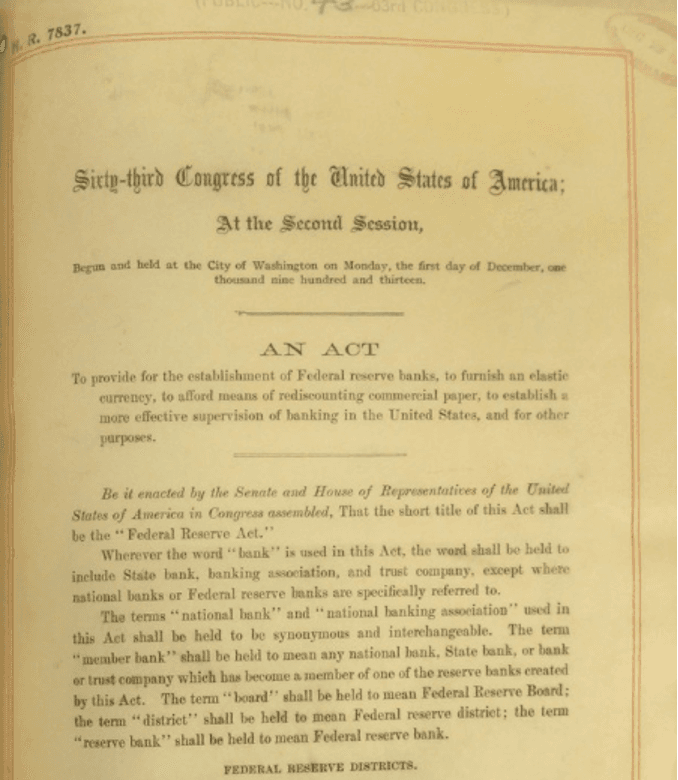 (PUBLIC—NO. 43—63RD CONGRESS.)
H. R. 7837.
Sixty-third Congress of the United States of America;
At the Second Session,
Begun and held at the City of Washington on Monday, the first day of December, one
thousand nine hundred and thirteen.
AN ACT
To provide for the establishment of Federal reserve banks, to furnish an elastic
currency, to afford means of rediscounting commercial paper, to establish a
more effective supervision of banking in the United States, and for other
purposes.
Be it enacted by the Senate and House of Representatives of the United
States of America in Congress assembled, That the short title of this Act shall
be the “Federal Reserve Act.”
Wherever the word “bank” is used in this Act, the word shall be held to
include State bank, banking association, and trust company, except where
national banks or Federal reserve banks are specifically referred to.
The terms “national bank” and “national banking association” used in
this Act shall be held to be synonymous and interchangeable. The term
“member bank” shall be held to mean any national bank, State bank, or bank
or trust company which has become a member of one of the reserve banks created
by this Act. The term “board” shall be held to mean Federal Reserve Board;
the term “district” shall be held to mean Federal reserve district; the term
“reserve bank” shall be held to mean Federal reserve bank.
FEDERAL RESERVE DISTRICTS.